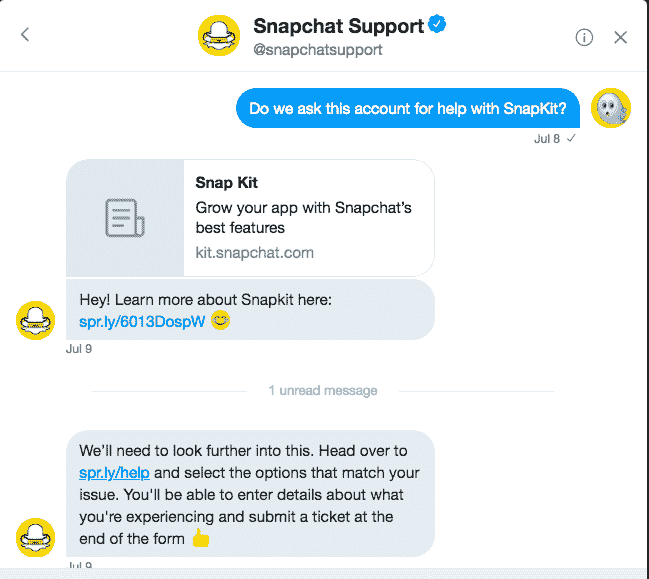 Snapchat Support
@snapchatsupport
Do we ask this account for help with SnapKit?
Jul 8 ✓
Snap Kit
Grow your app with Snapchat's
best features
kit.snapchat.com
Hey! Learn more about Snapkit here:
spr.ly/6013DospW 😊
Jul 9
1 unread message
We'll need to look further into this. Head over to
spr.ly/help and select the options that match your
issue. You'll be able to enter details about what
you're experiencing and submit a ticket at the
end of the form 👍
Jul 9